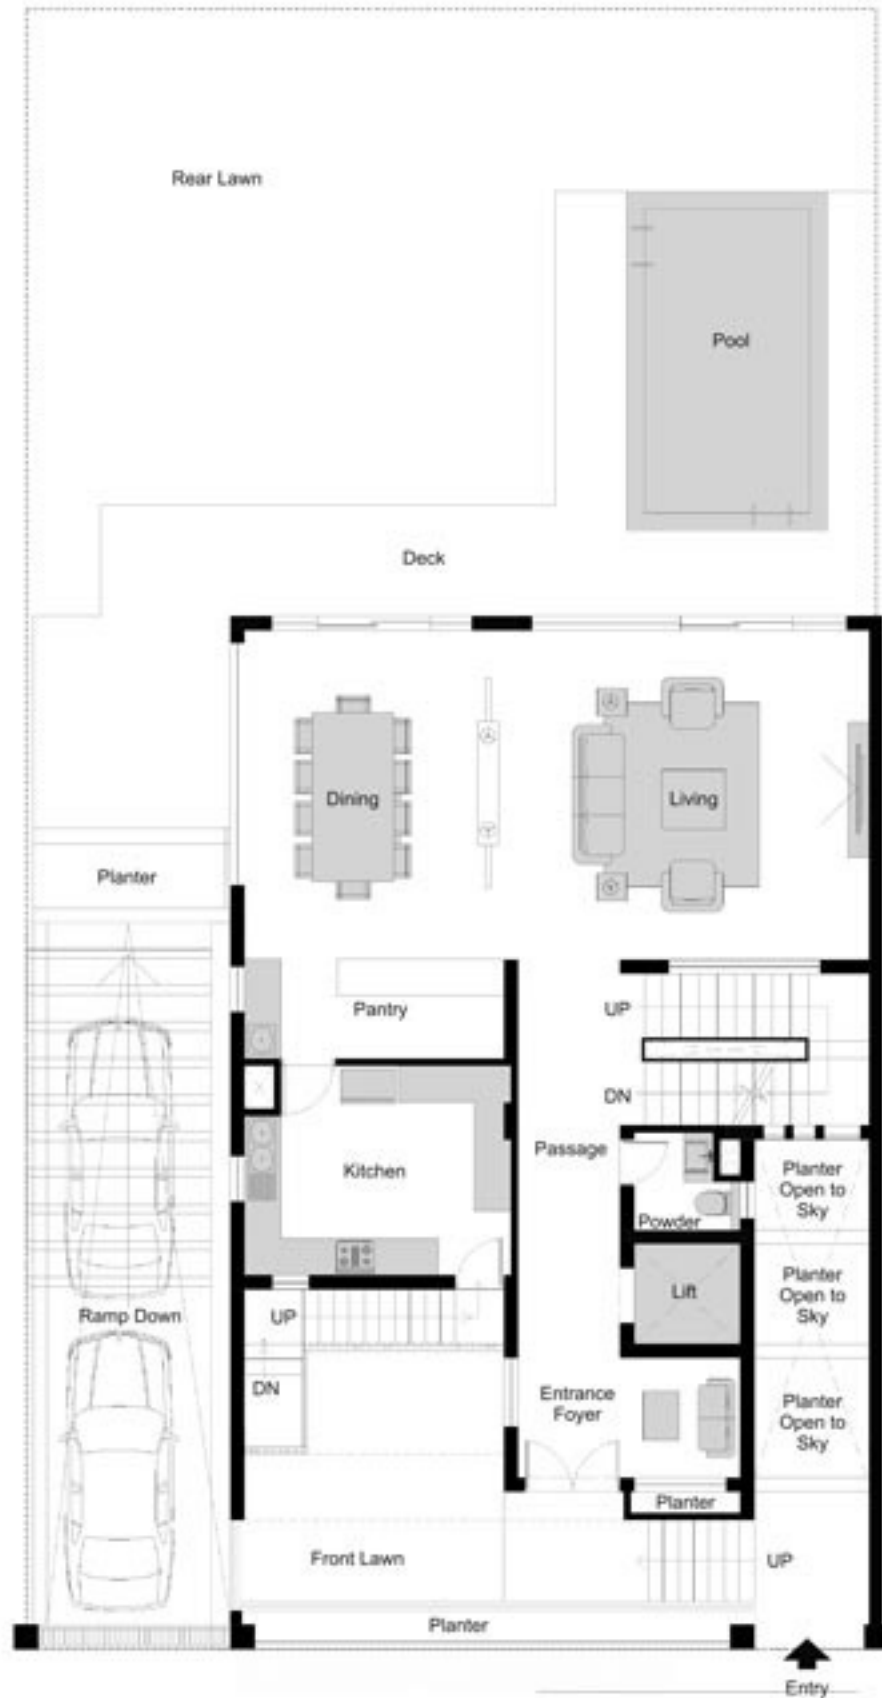 Rear Lawn
Pool
Deck
Dining
Living
Planter
Pantry
UP
DN
Passage
Kitchen
Powder
Planter
Open to
Sky
Lift
Planter
Open to
Sky
Ramp Down
UP
DN
Entrance
Foyer
Planter
Open to
Sky
Planter
Front Lawn
UP
Planter
Entry